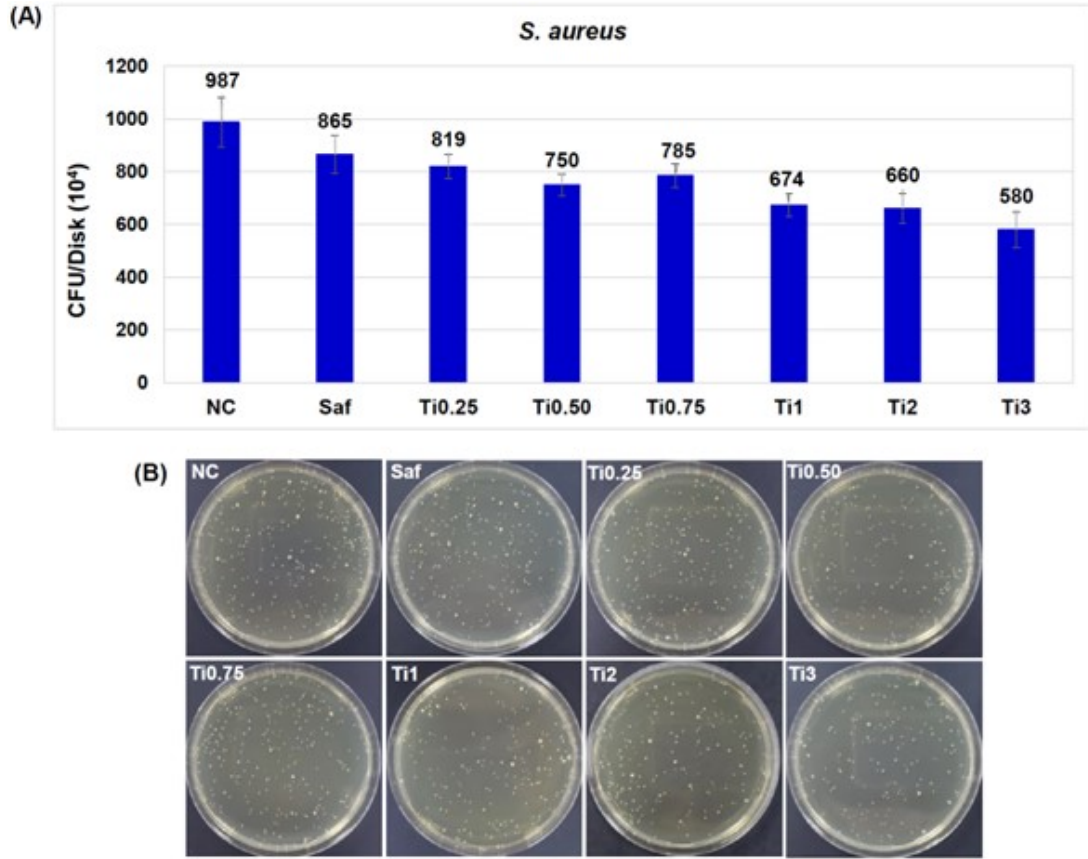 (A)
S. aureus
CFU/Disk (10⁴)
1200
1000
800
600
400
200
0
987
865
819
750
785
674
660
580
NC Saf Ti0.25 Ti0.50 Ti0.75 Ti1 Ti2 Ti3
(B)
NC Saf Ti0.25 Ti0.50
Ti0.75 Ti1 Ti2 Ti3